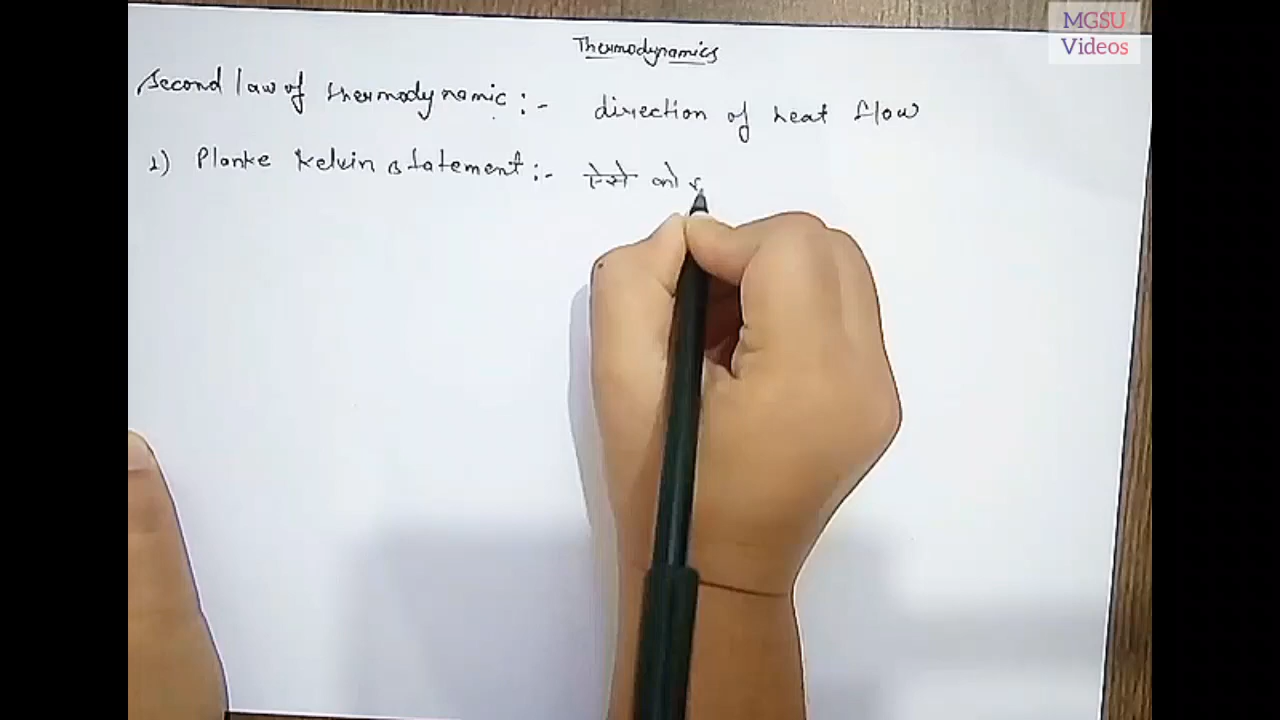 MGSU
Videos
Thermodynamics
Second law of thermodynamic :- direction of heat flow
1) Planke Kelvin statement :- ऐसे